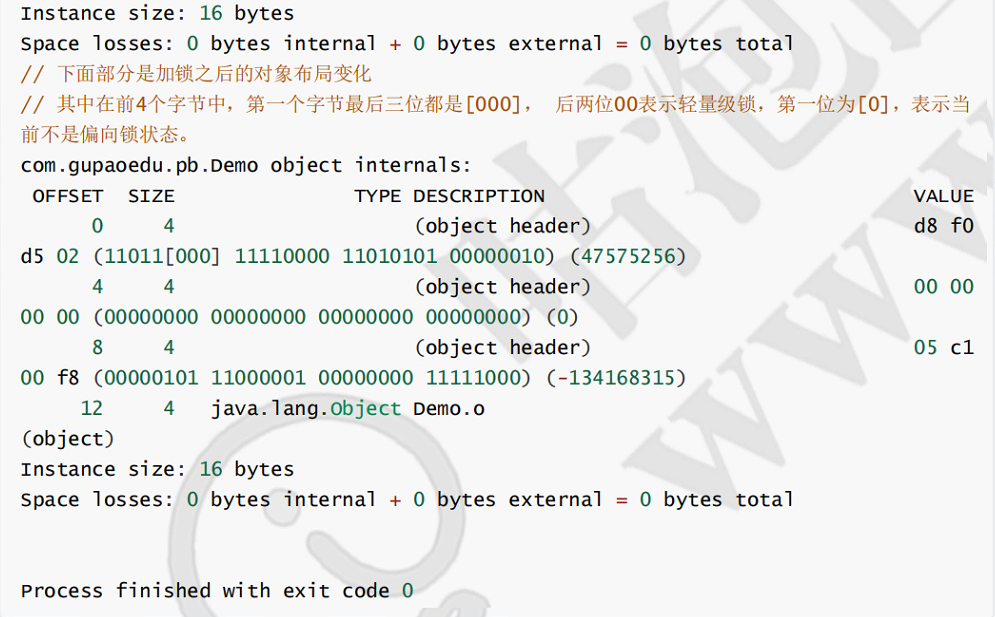 Instance size: 16 bytes
Space losses: 0 bytes internal + 0 bytes external = 0 bytes total
// 下面部分是加锁之后的对象布局变化
// 其中在前4个字节中，第一个字节最后三位都是[000]， 后两位00表示轻量级锁，第一位为[0]，表示当
前不是偏向锁状态。
com.gupaoedu.pb.Demo object internals:
OFFSET SIZE TYPE DESCRIPTION VALUE
0 4 (object header) d8 f0
d5 02 (11011[000] 11110000 11010101 00000010) (47575256)
4 4 (object header) 00 00
00 00 (00000000 00000000 00000000 00000000) (0)
8 4 (object header) 05 c1
00 f8 (00000101 11000001 00000000 11111000) (-134168315)
12 4 java.lang.Object Demo.o
(object)
Instance size: 16 bytes
Space losses: 0 bytes internal + 0 bytes external = 0 bytes total
Process finished with exit code 0